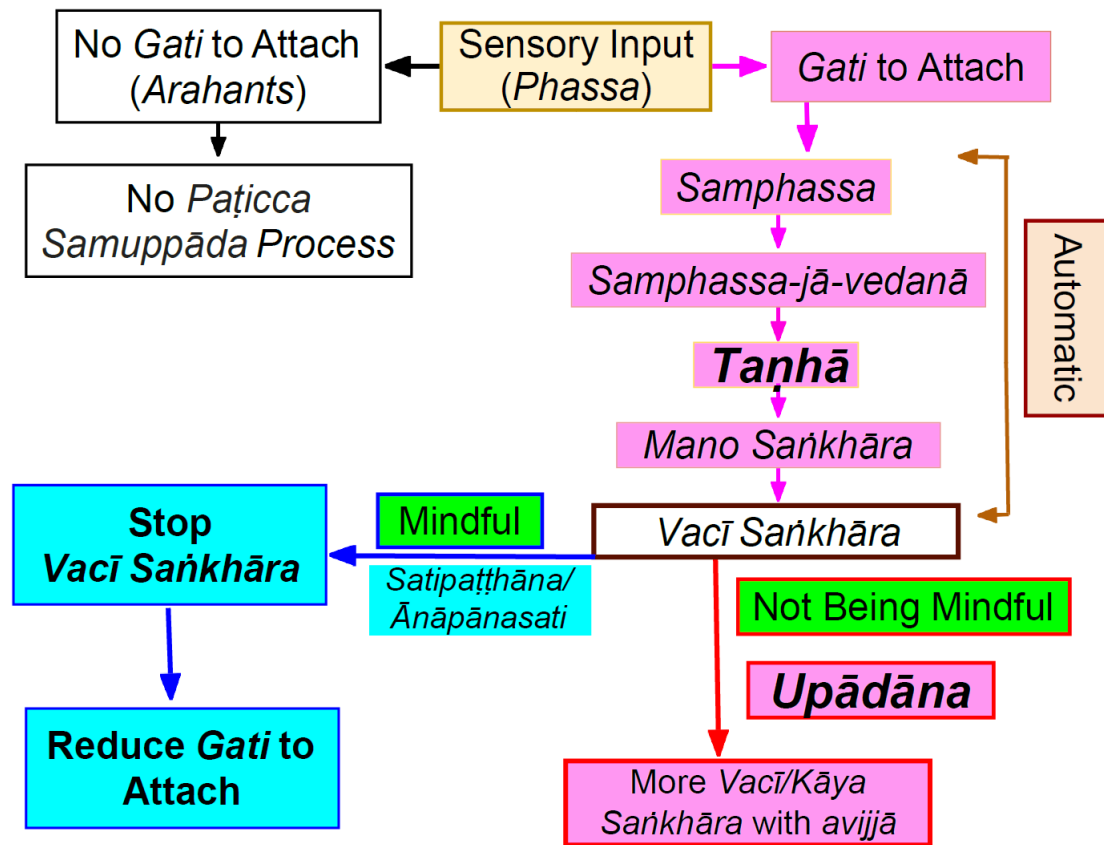 No Gati to Attach
(Arahants)
Sensory Input
(Phassa)
Gati to Attach
No Paṭicca
Samuppāda Process
Samphassa
Samphassa-jā-vedanā
Taṇhā
Mano Saṅkhāra
Automatic
Vacī Saṅkhāra
Mindful
Stop
Vacī Saṅkhāra
Satipaṭṭhāna/
Ānāpānasati
Not Being Mindful
Upādāna
Reduce Gati to
Attach
More Vacī/Kāya
Saṅkhāra with avijjā